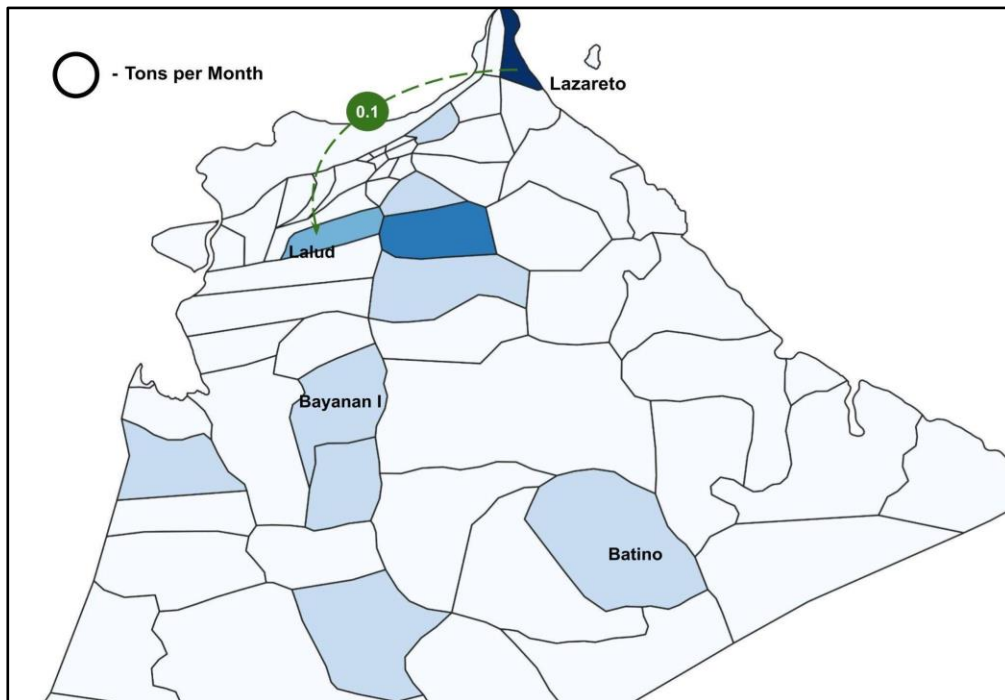 - Tons per Month
Lazareto
0.1
Lalud
Bayanan I
Batino